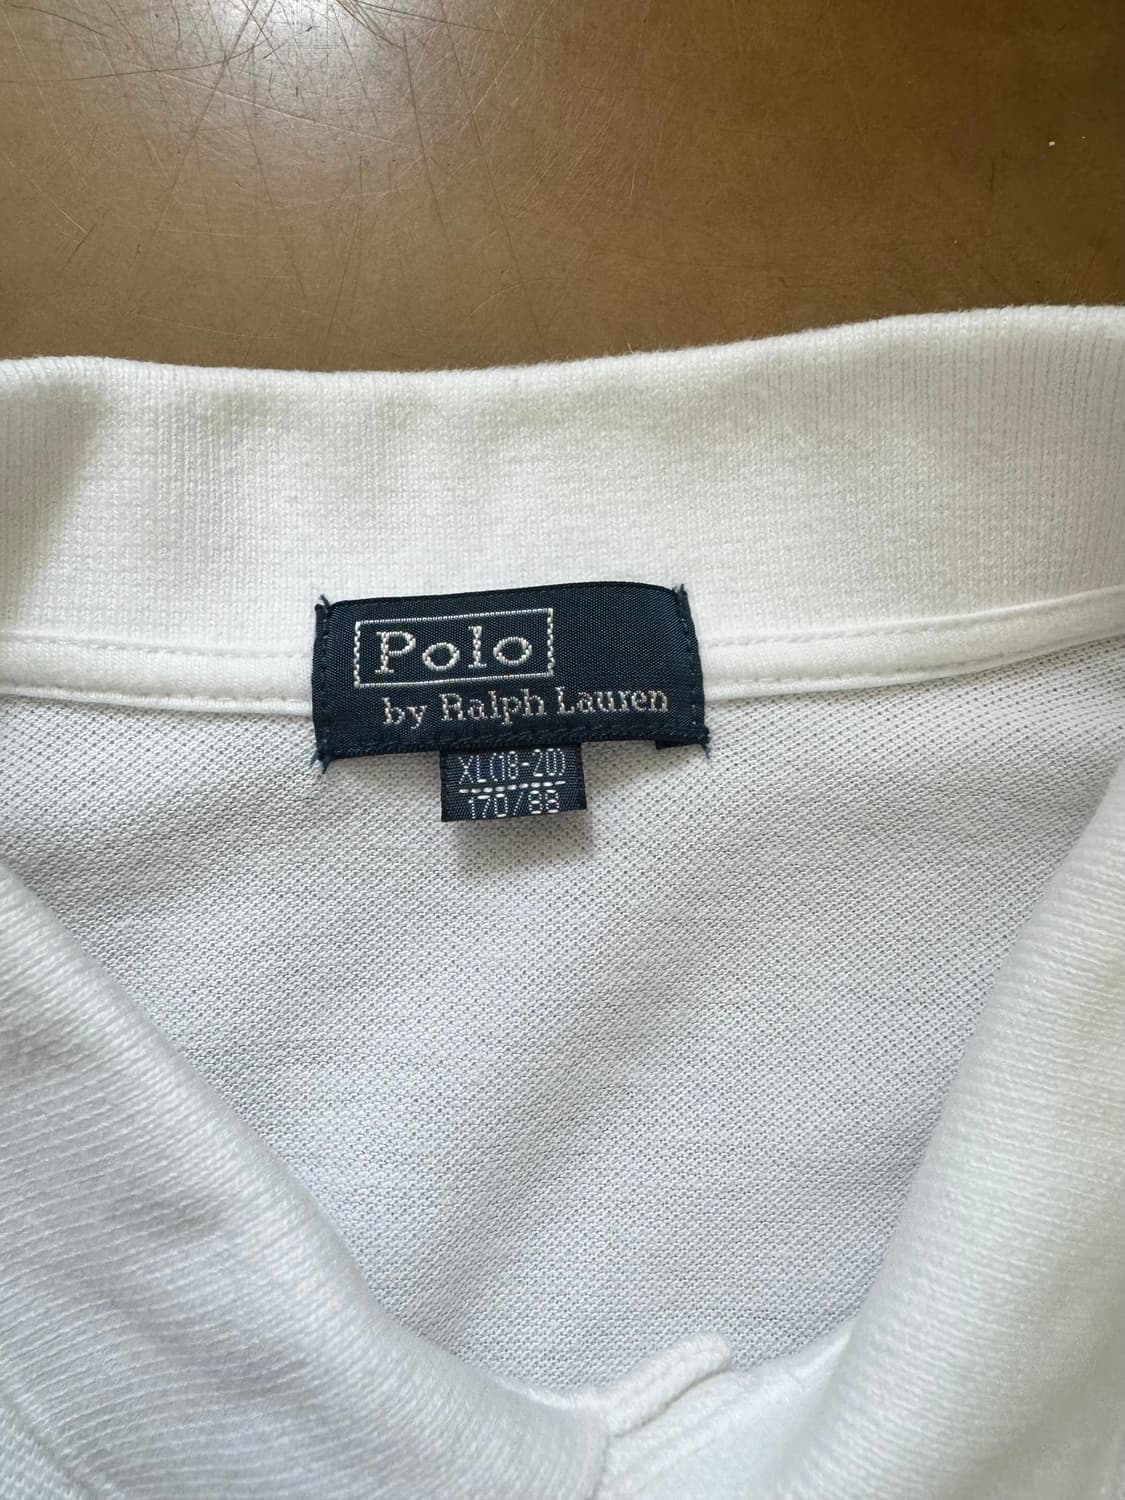 Polo
by Ralph Lauren
XL(18-20)
170/88